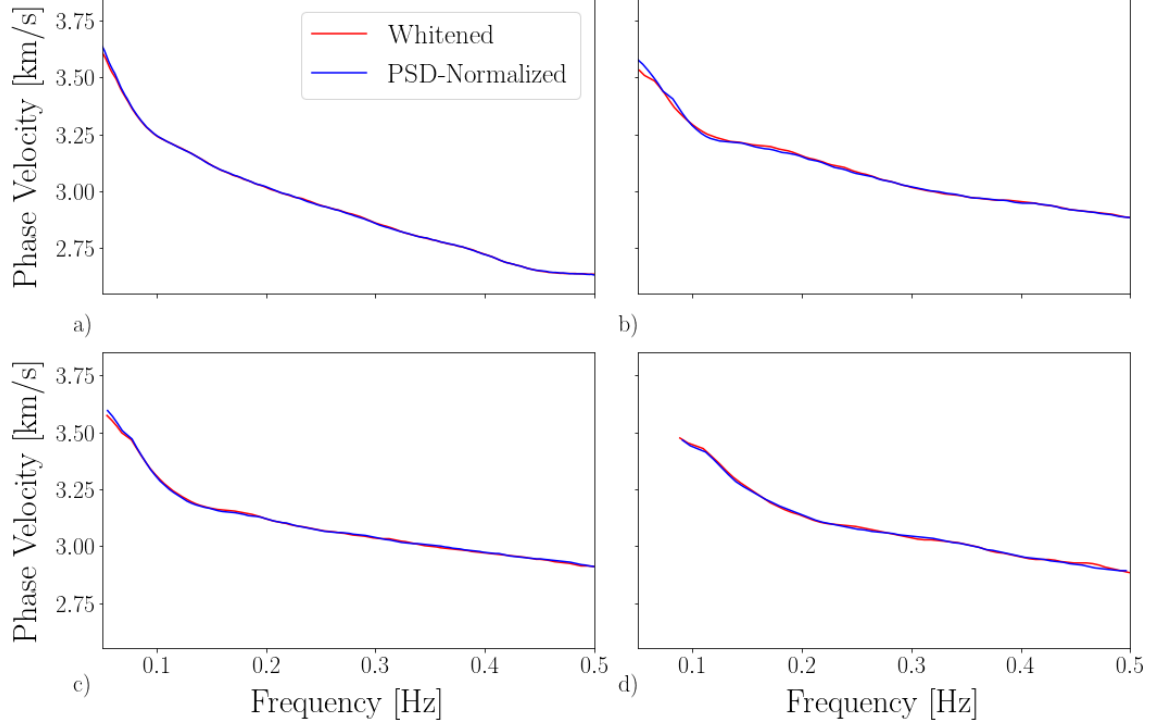 3.75
3.50
3.25
3.00
2.75
Phase Velocity [km/s]
Whitened
PSD-Normalized
a)
b)
3.75
3.50
3.25
3.00
2.75
Phase Velocity [km/s]
0.1 0.2 0.3 0.4 0.5
0.1 0.2 0.3 0.4 0.5
c)
Frequency [Hz]
d)
Frequency [Hz]